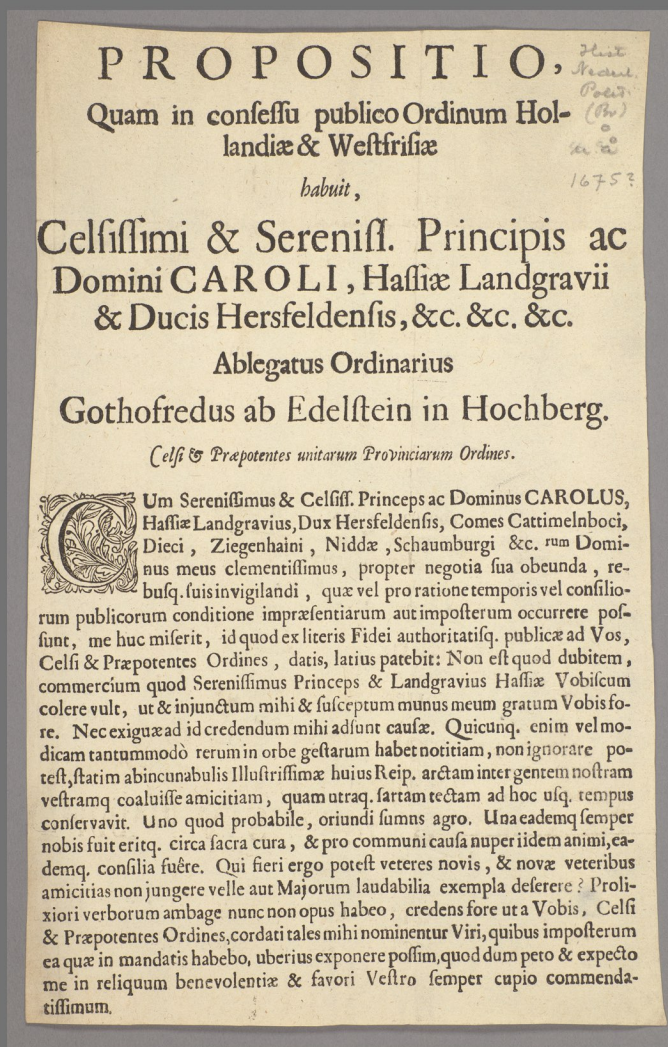 PROPOSITIO,
Quam in conſeſſu publico Ordinum Hol-
landiæ & Weſtfriſiæ
habuit,
Celſiſſimi & Sereniſſ. Principis ac
Domini CAROLI, Haſſiæ Landgravii
& Ducis Hersfeldenſis, &c. &c. &c.
Ablegatus Ordinarius
Gothofredus ab Edelſtein in Hochberg.
Celſi & Præpotentes unitarum Provinciarum Ordines.
CUm Sereniſſimus & Celſiſſ. Princeps ac Dominus CAROLUS,
Haſſiæ Landgravius, Dux Hersfeldenſis, Comes Cattimelnboci,
Dieci, Ziegenhaini, Niddæ, Schaumburgi &c. rum Domi-
nus meus clementiſſimus, propter negotia ſua obeunda, re-
buſq. ſuis invigilandi, quæ vel pro ratione temporis vel conſilio-
rum publicorum conditione impræſentiarum aut impoſterum occurrere poſ-
ſunt, me huc miſerit, id quod ex literis Fidei authoritatiſq. publicæ ad Vos,
Celſi & Præpotentes Ordines, datis, latius patebit: Non eſt quod dubitem,
commercium quod Sereniſſimus Princeps & Landgravius Haſſiæ Vobiſcum
colere vult, ut & injunctum mihi & ſuſceptum munus meum gratum Vobis fo-
re. Nec exiguæ ad id credendum mihi adſunt cauſæ. Quicunq. enim vel mo-
dicam tantummodò rerum in orbe geſtarum habet notitiam, non ignorare po-
teſt, ſtatim ab incunabulis Illuſtriſſimæ huius Reip. arctam inter gentem noſtram
veſtramq coaluiſſe amicitiam, quam utraq. ſartam tectam ad hoc uſq. tempus
conſervavit. Uno quod probabile, oriundi ſumus agro. Una eademq ſemper
nobis fuit eritq. circa ſacra cura, & pro communi cauſa nuper iidem animi, ea-
demq. conſilia fuêre. Qui fieri ergo poteſt veteres novis, & novæ veteribus
amicitias non jungere velle aut Majorum laudabilia exempla deſerere? Proli-
xiori verborum ambage nunc non opus habeo, credens fore ut a Vobis, Celſi
& Præpotentes Ordines, cordati tales mihi nominentur Viri, quibus impoſterum
ea quæ in mandatis habebo, uberius exponere poſſim, quod dum peto & expecto
me in reliquum benevolentiæ & favori Veſtro ſemper cupio commenda-
tiſſimum.
Hist
Nederl.
Polit.
(Br)
1675?